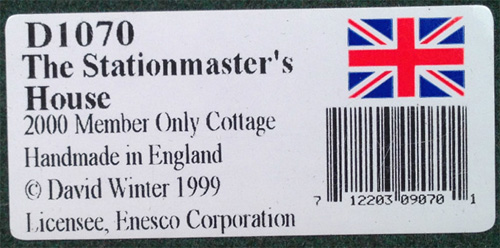 D1070
The Stationmaster's
House
2000 Member Only Cottage
Handmade in England
© David Winter 1999
Licensee, Enesco Corporation
7 12203 09070 1